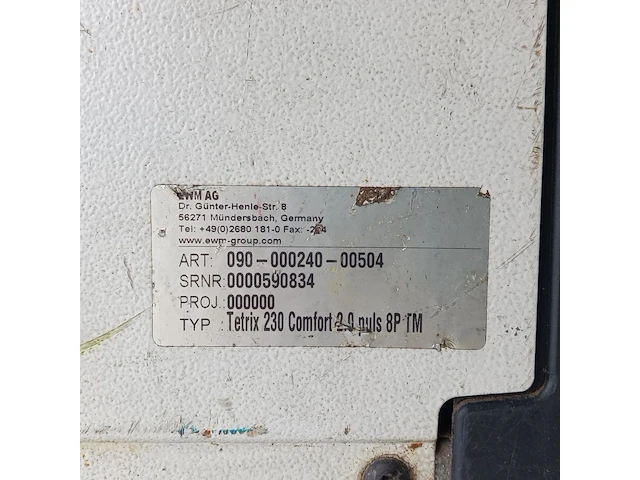 EWM AG
Dr. Günter-Henle-Str. 8
56271 Mündersbach, Germany
Tel: +49(0)2680 181-0 Fax: -244
www.ewm-group.com
ART: 090-000240-00504
SRNR: 0000590834
PROJ.: 000000
TYP : Tetrix 230 Comfort 2.0 puls 8P TM